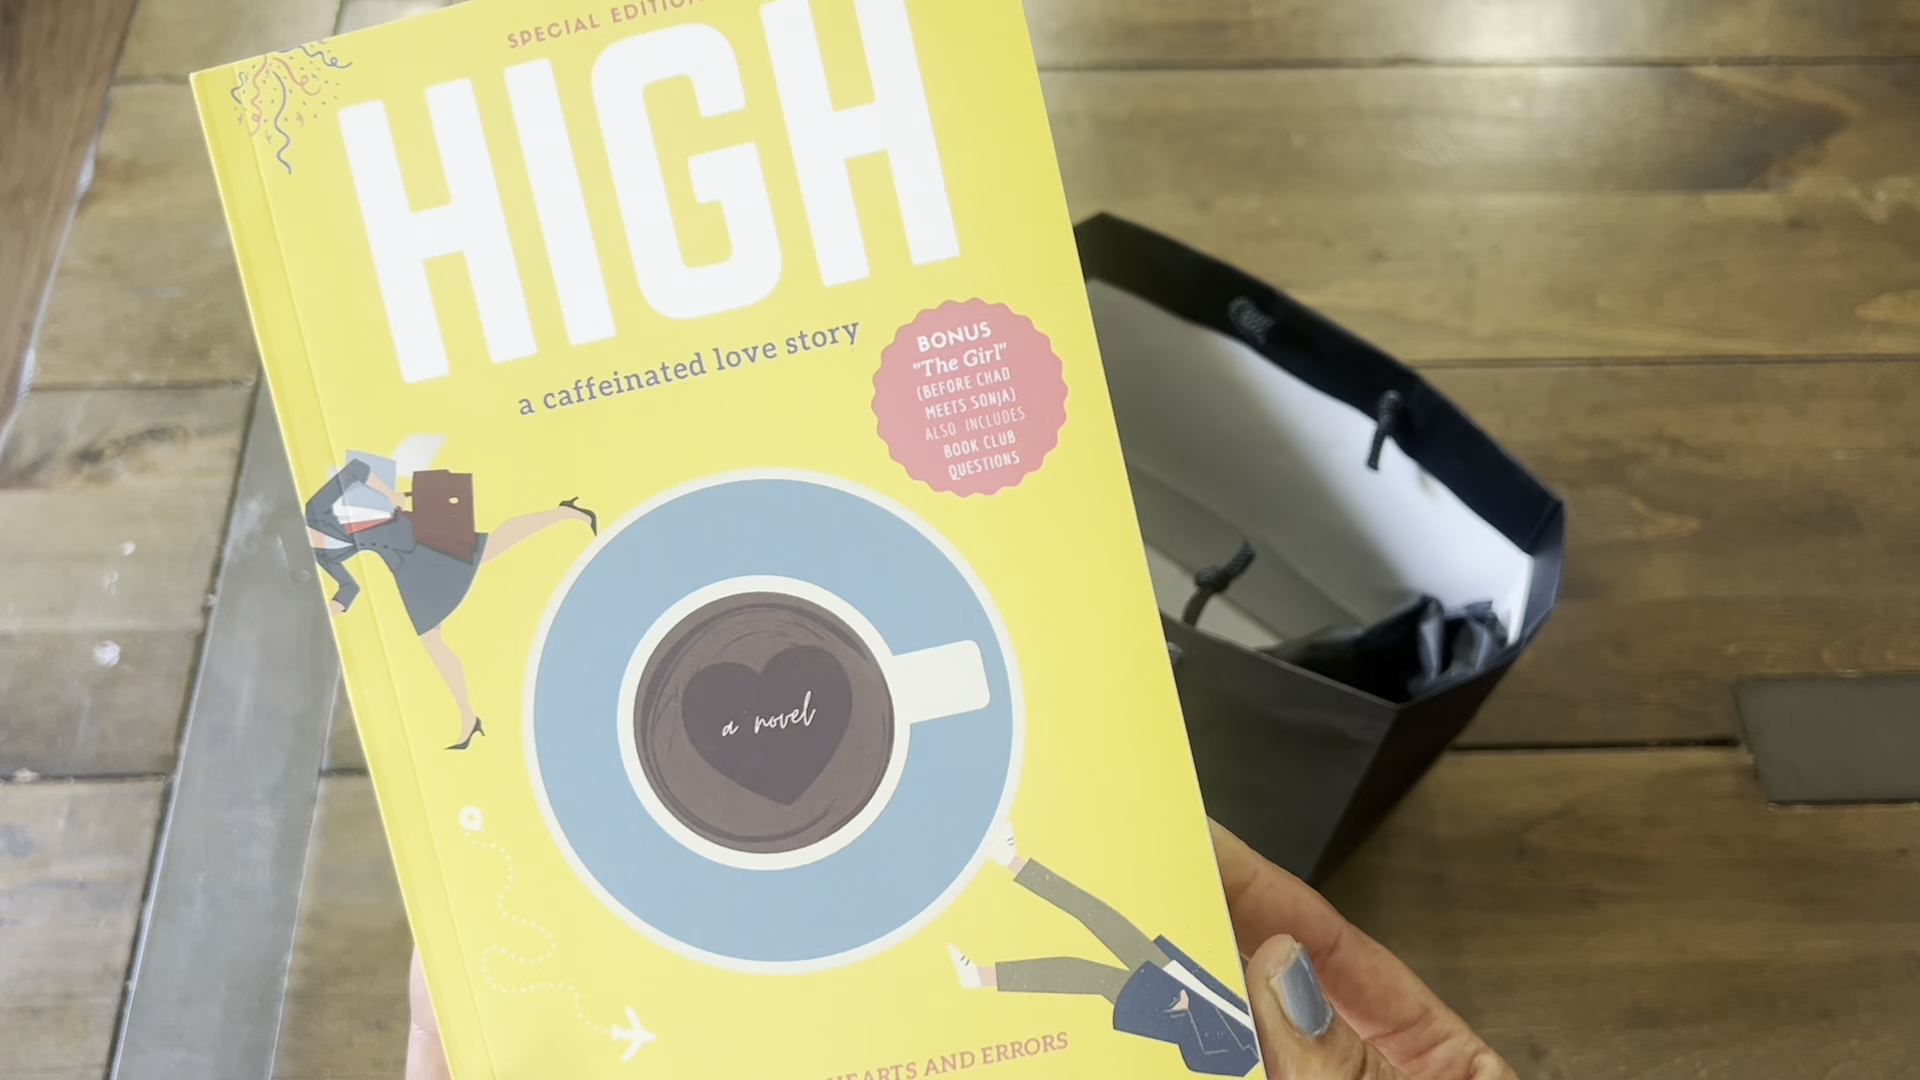 SPECIAL EDITION
HIGH
a caffeinated love story
BONUS
"The Girl"
(BEFORE CHAD
MEETS SONJA)
ALSO INCLUDES
BOOK CLUB
QUESTIONS
a novel
HEARTS AND ERRORS